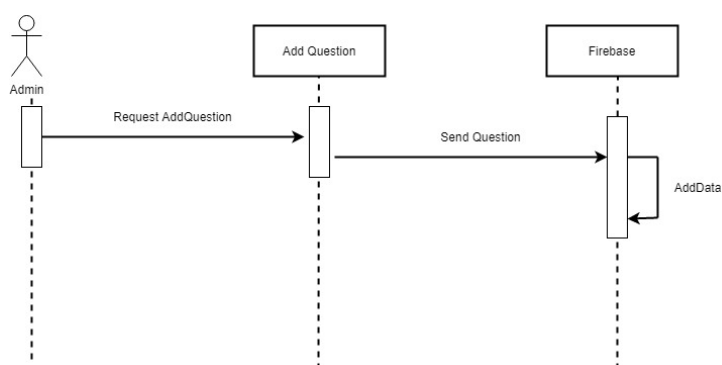 Add Question
Firebase
Admin
Request AddQuestion
Send Question
AddData